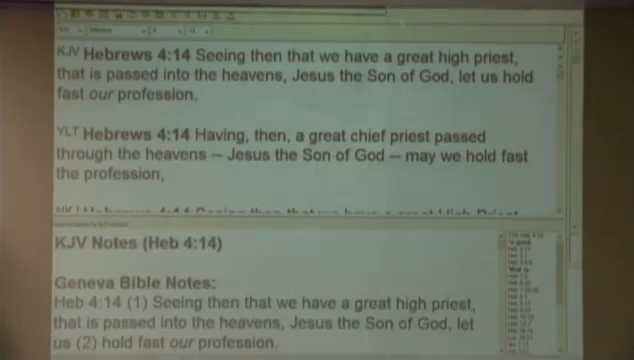 KJV Hebrews 4:14 Seeing then that we have a great high priest,
that is passed into the heavens, Jesus the Son of God, let us hold
fast our profession.
YLT Hebrews 4:14 Having, then, a great chief priest passed
through the heavens -- Jesus the Son of God -- may we hold fast
the profession,
KJV Notes (Heb 4:14)
Geneva Bible Notes:
Heb 4:14 (1) Seeing then that we have a great high priest,
that is passed into the heavens, Jesus the Son of God, let
us (2) hold fast our profession.